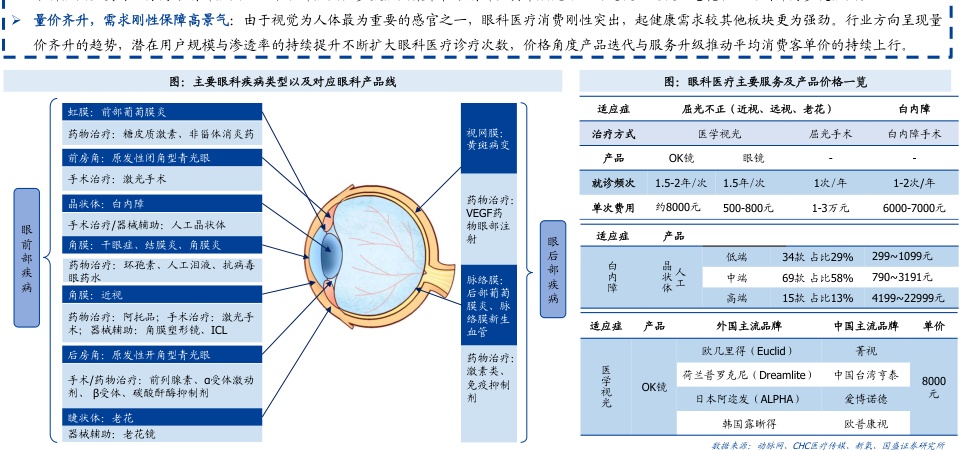 量价齐升，需求刚性保障高景气：由于视觉为人体最为重要的感官之一，眼科医疗消费刚性突出，起健康需求较其他板块更为强劲。行业方向呈现量
价齐升的趋势，潜在用户规模与渗透率的持续提升不断扩大眼科医疗诊疗次数，价格角度产品迭代与服务升级推动平均消费客单价的持续上行。
图：主要眼科疾病类型以及对应眼科产品线
眼前部疾病
虹膜：前部葡萄膜炎
药物治疗：糖皮质激素、非甾体消炎药
前房角：原发性闭角型青光眼
手术治疗：激光手术
晶状体：白内障
手术治疗/器械辅助：人工晶状体
角膜：干眼症、结膜炎、角膜炎
药物治疗：环孢素、人工泪液、抗病毒
眼药水
角膜：近视
药物治疗：阿托品；手术治疗：激光手
术；器械辅助：角膜塑形镜、ICL
后房角：原发性开角型青光眼
手术/药物治疗：前列腺素、α受体激动
剂、β受体、碳酸酐酶抑制剂
睫状体：老花
器械辅助：老花镜
视网膜：
黄斑病变
药物治疗：
VEGF药
物眼部注
射
脉络膜：
后部葡萄
膜炎、脉
络膜新生
血管
药物治疗：
激素类、
免疫抑制
剂
眼后部疾病
图：眼科医疗主要服务及产品价格一览
适应症 屈光不正（近视、远视、老花） 白内障
治疗方式 医学视光 屈光手术 白内障手术
产品 OK镜 眼镜 - -
就诊频次 1.5-2年/次 1.5年/次 1次/年 1-2次/年
单次费用 约8000元 500-800元 1-3万元 6000-7000元
适应症 产品
白内障 人工晶状体 低端 34款 占比29% 299~1099元
中端 69款 占比58% 790~3191元
高端 15款 占比13% 4199~22999元
适应症 产品 外国主流品牌 中国主流品牌 单价
医学视光 OK镜 欧几里得（Euclid） 菁视 8000元
荷兰普罗克尼（Dreamlite） 中国台湾亨泰
日本阿迩发（ALPHA） 爱博诺德
韩国露晰得 欧普康视
数据来源：动脉网、CHC医疗传媒、新氧、国盛证券研究所